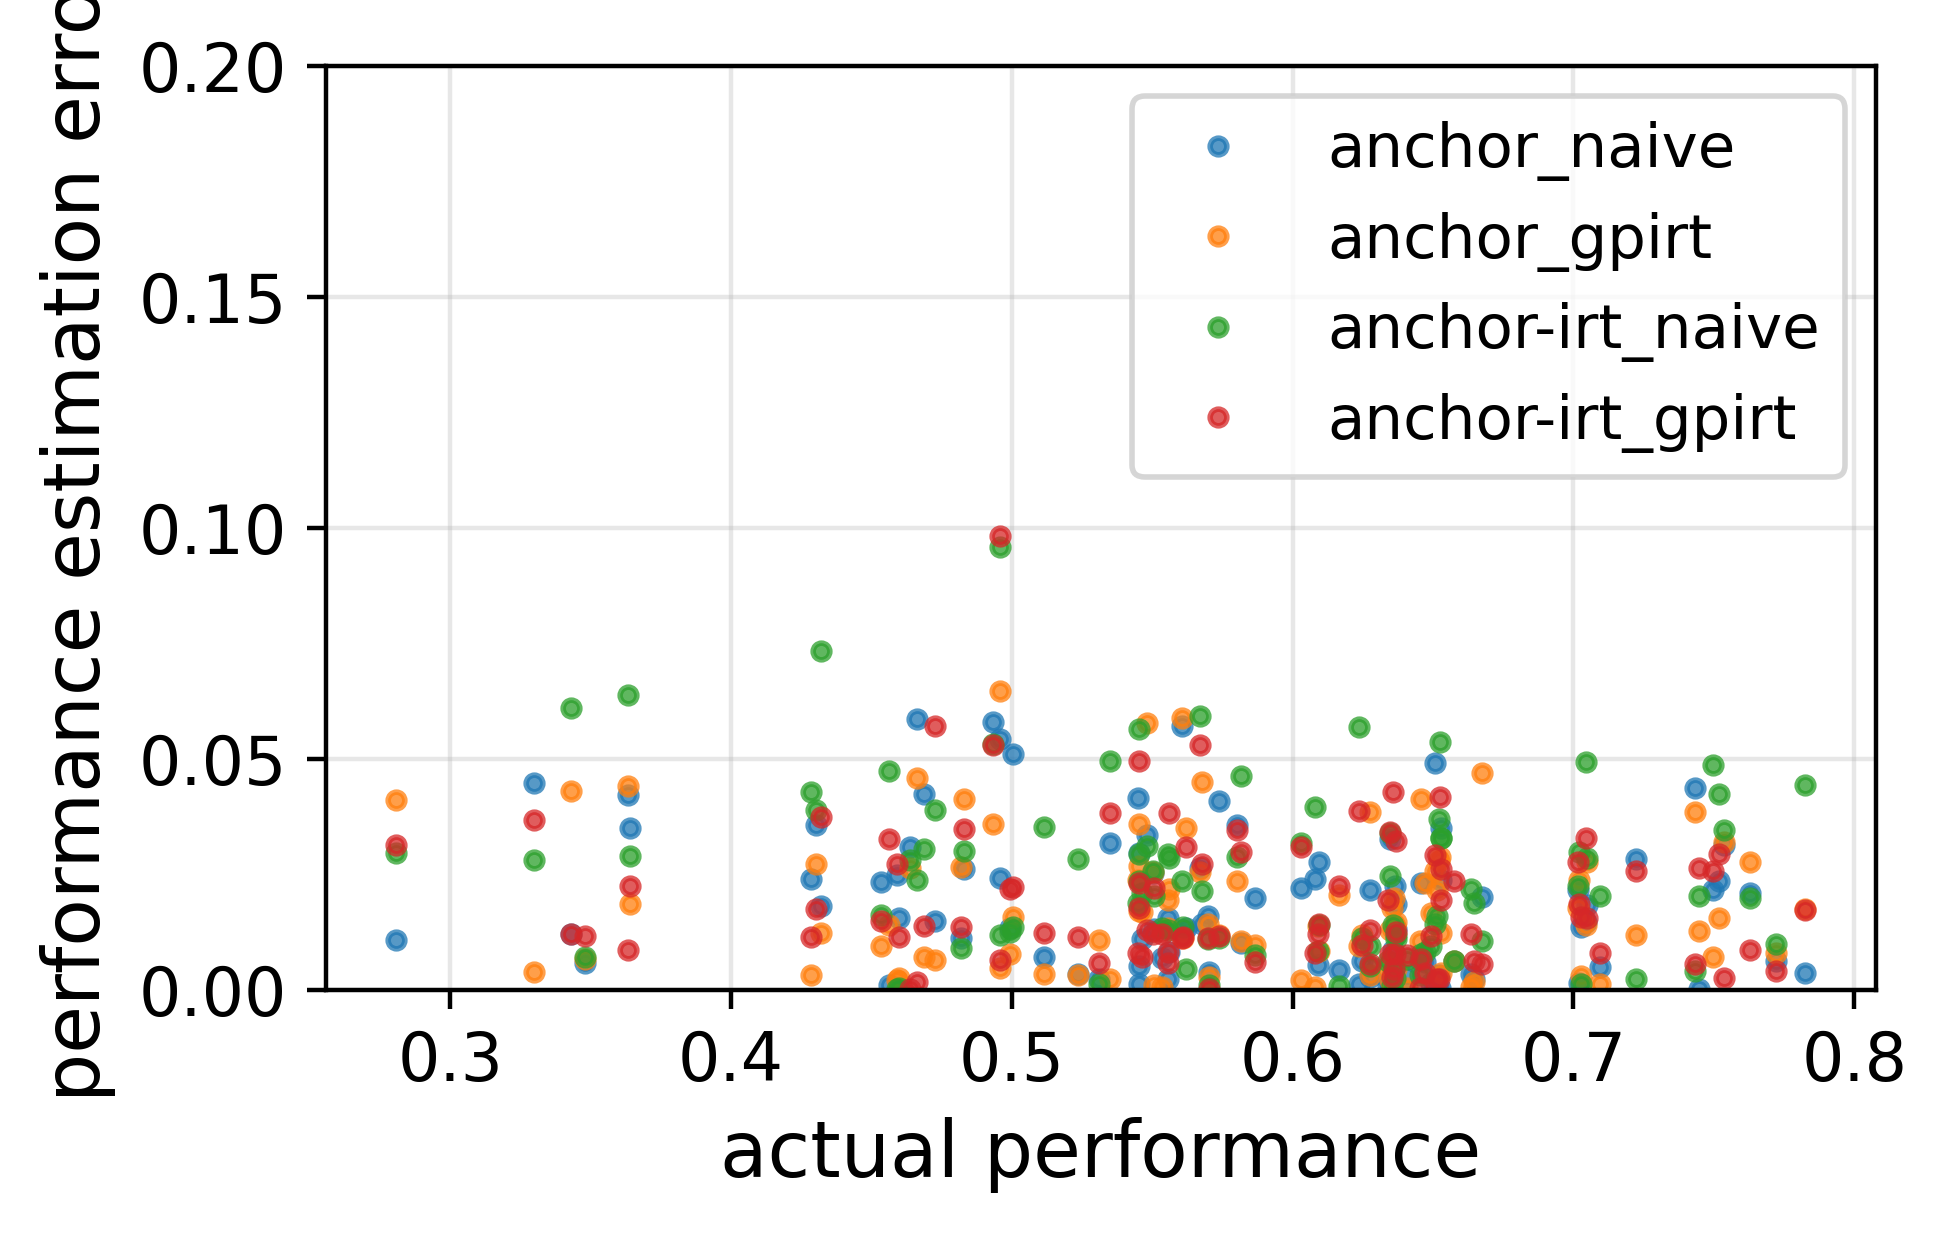 performance estimation erro
0.20
0.15
0.10
0.05
0.00
anchor_naive
anchor_gpirt
anchor-irt_naive
anchor-irt_gpirt
0.3 0.4 0.5 0.6 0.7 0.8
actual performance